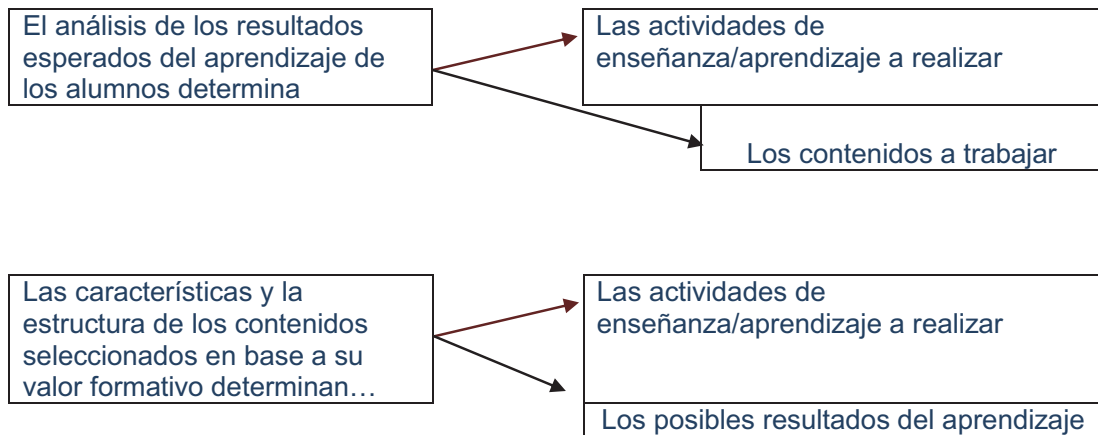 El análisis de los resultados
esperados del aprendizaje de
los alumnos determina
Las actividades de
enseñanza/aprendizaje a realizar
Los contenidos a trabajar
Las características y la
estructura de los contenidos
seleccionados en base a su
valor formativo determinan…
Las actividades de
enseñanza/aprendizaje a realizar
Los posibles resultados del aprendizaje